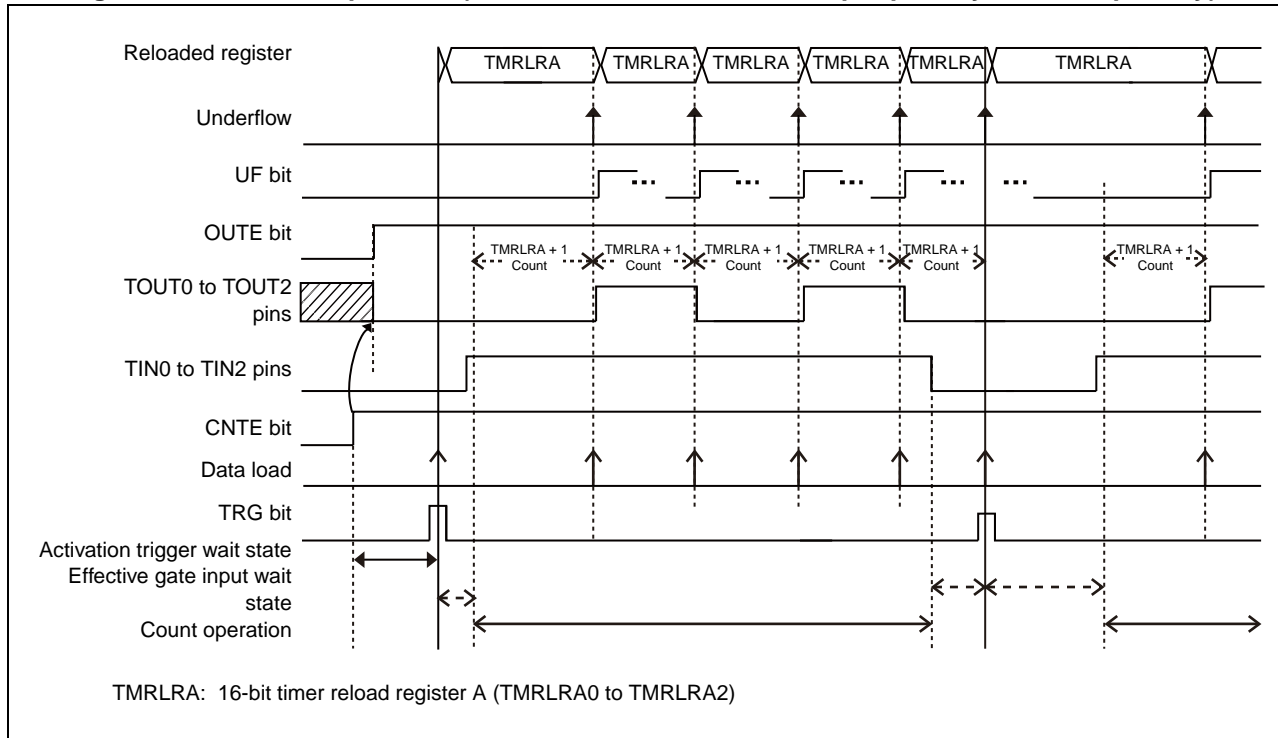 Reloaded register
TMRLRA TMRLRA TMRLRA TMRLRA TMRLRA TMRLRA
Underflow
UF bit
OUTE bit
TMRLRA + 1 TMRLRA + 1 TMRLRA + 1 TMRLRA + 1 TMRLRA + 1 TMRLRA + 1
Count Count Count Count Count Count
TOUT0 to TOUT2
pins
TIN0 to TIN2 pins
CNTE bit
Data load
TRG bit
Activation trigger wait state
Effective gate input wait
state
Count operation
TMRLRA: 16-bit timer reload register A (TMRLRA0 to TMRLRA2)